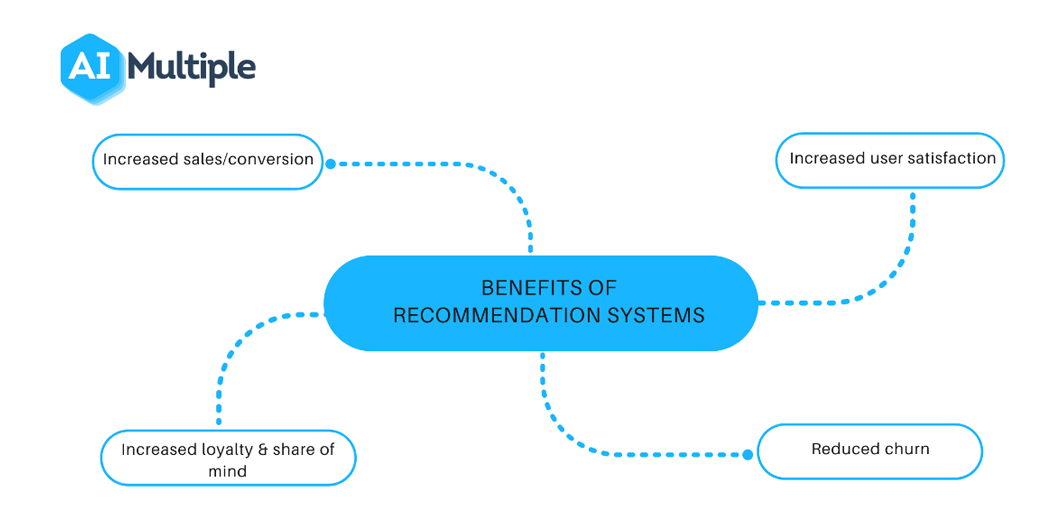 AI Multiple
Increased sales/conversion
Increased user satisfaction
BENEFITS OF
RECOMMENDATION SYSTEMS
Increased loyalty & share of
mind
Reduced churn